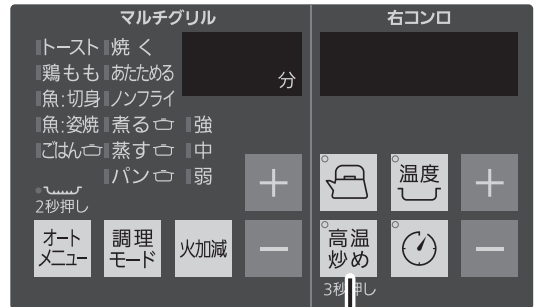 マルチグリル
トースト 焼く
鶏もも あたためる
分
魚:切身 ノンフライ
魚:姿焼 煮る 強
ごはん 蒸す 中
パン 弱
2秒押し
+
オート
メニュー
調理
モード
火加減
−
右コンロ
温度
+
高温
炒め
−
3秒押し